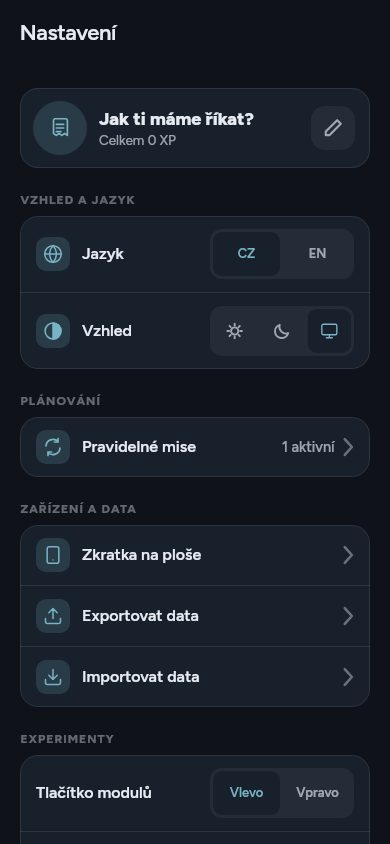 Nastavení
Jak ti máme říkat?
Celkem 0 XP
VZHLED A JAZYK
Jazyk
CZ
EN
Vzhled
PLÁNOVÁNÍ
Pravidelné mise
1 aktivní
ZAŘÍZENÍ A DATA
Zkratka na ploše
Exportovat data
Importovat data
EXPERIMENTY
Tlačítko modulů
Vlevo
Vpravo